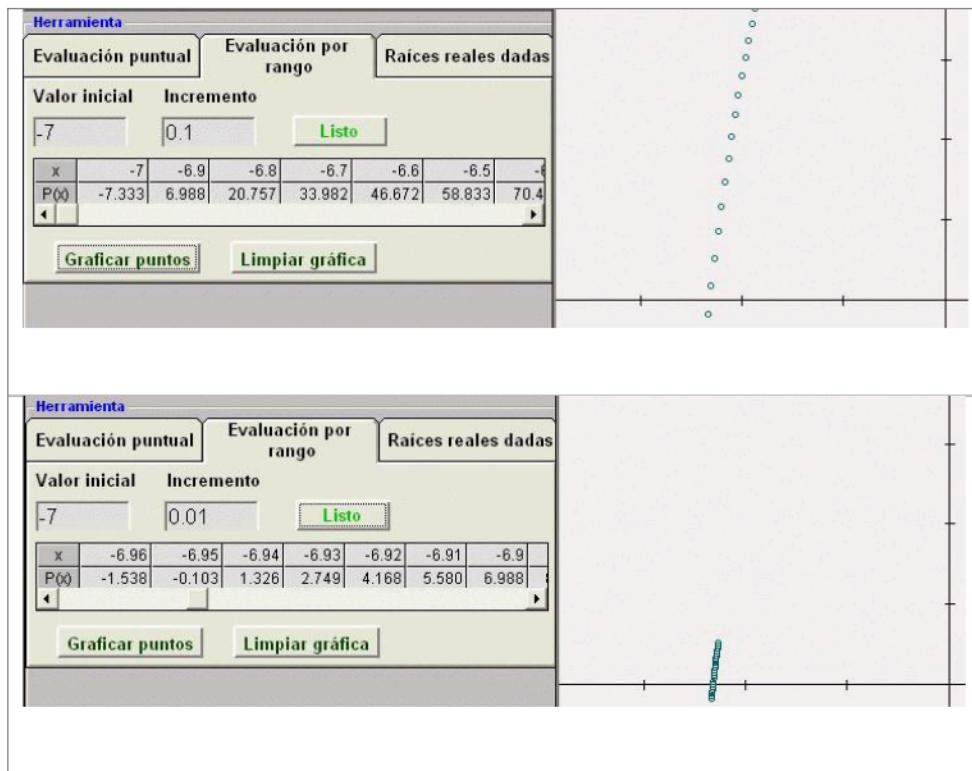 Herramienta
Evaluación puntual
Evaluación por
rango
Raíces reales dadas
Valor inicial Incremento
-7 0.1 Listo
x -7 -6.9 -6.8 -6.7 -6.6 -6.5
P(x) -7.333 6.988 20.757 33.982 46.672 58.833 70.4
Graficar puntos Limpiar gráfica
Herramienta
Evaluación puntual
Evaluación por
rango
Raíces reales dadas
Valor inicial Incremento
-7 0.01 Listo
x -6.96 -6.95 -6.94 -6.93 -6.92 -6.91 -6.9
P(x) -1.538 -0.103 1.326 2.749 4.168 5.580 6.988
Graficar puntos Limpiar gráfica